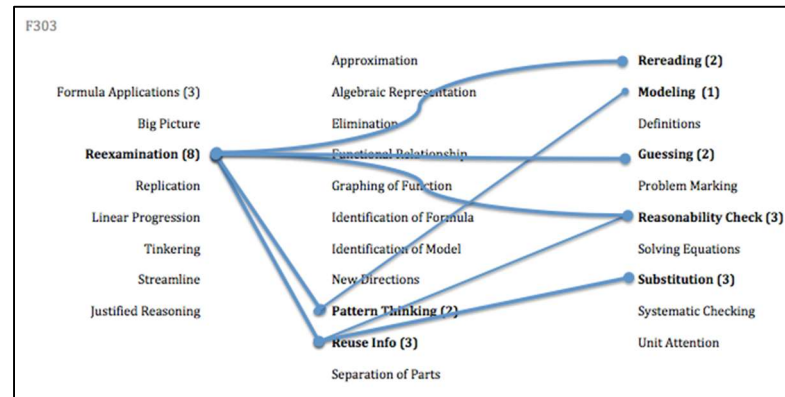 F303
Formula Applications (3)
Big Picture
Reexamination (8)
Replication
Linear Progression
Tinkering
Streamline
Justified Reasoning
Approximation
Algebraic Representation
Elimination
Functional Relationship
Graphing of Function
Identification of Formula
Identification of Model
New Directions
Pattern Thinking (2)
Reuse Info (3)
Separation of Parts
Rereading (2)
Modeling (1)
Definitions
Guessing (2)
Problem Marking
Reasonability Check (3)
Solving Equations
Substitution (3)
Systematic Checking
Unit Attention